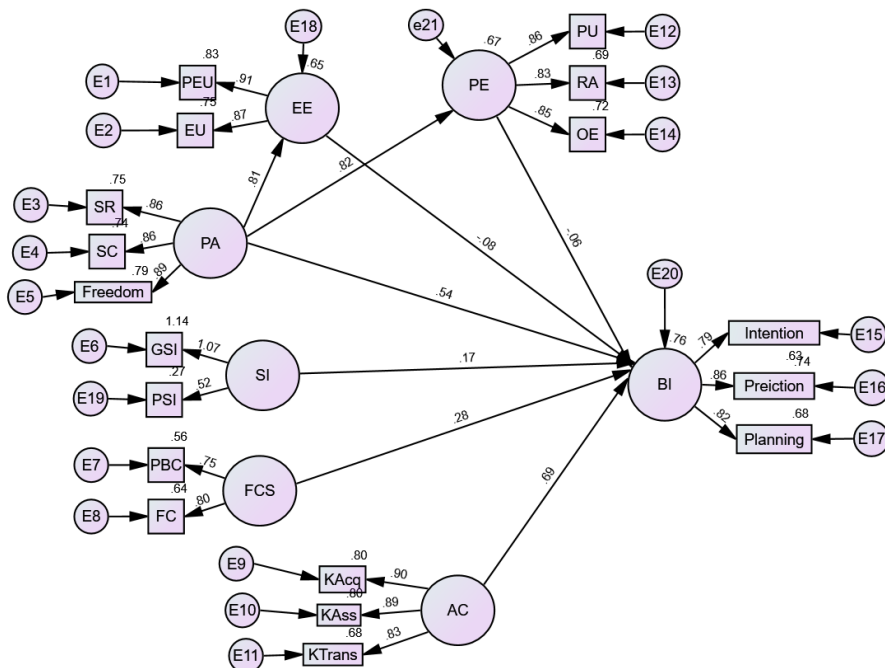 E18
.65
EE
E1
.83
PEU
.91
E2
.75
EU
.87
e21
.67
PE
.86
PU
E12
.83
.69
RA
E13
.85
.72
OE
E14
.81
.82
E3
.75
SR
.86
E4
.74
SC
.86
PA
E5
.79
Freedom
.89
-.08
-.06
.54
E20
.76
BI
.79
Intention
E15
.63
.86
.74
Preiction
E16
.82
.68
Planning
E17
E6
1.14
GSI
1.07
SI
.17
E19
.27
PSI
.52
E7
.56
PBC
.75
FCS
.28
E8
.64
FC
.80
.69
E9
.80
KAcq
.90
E10
.80
KAss
.89
AC
E11
.68
KTrans
.83